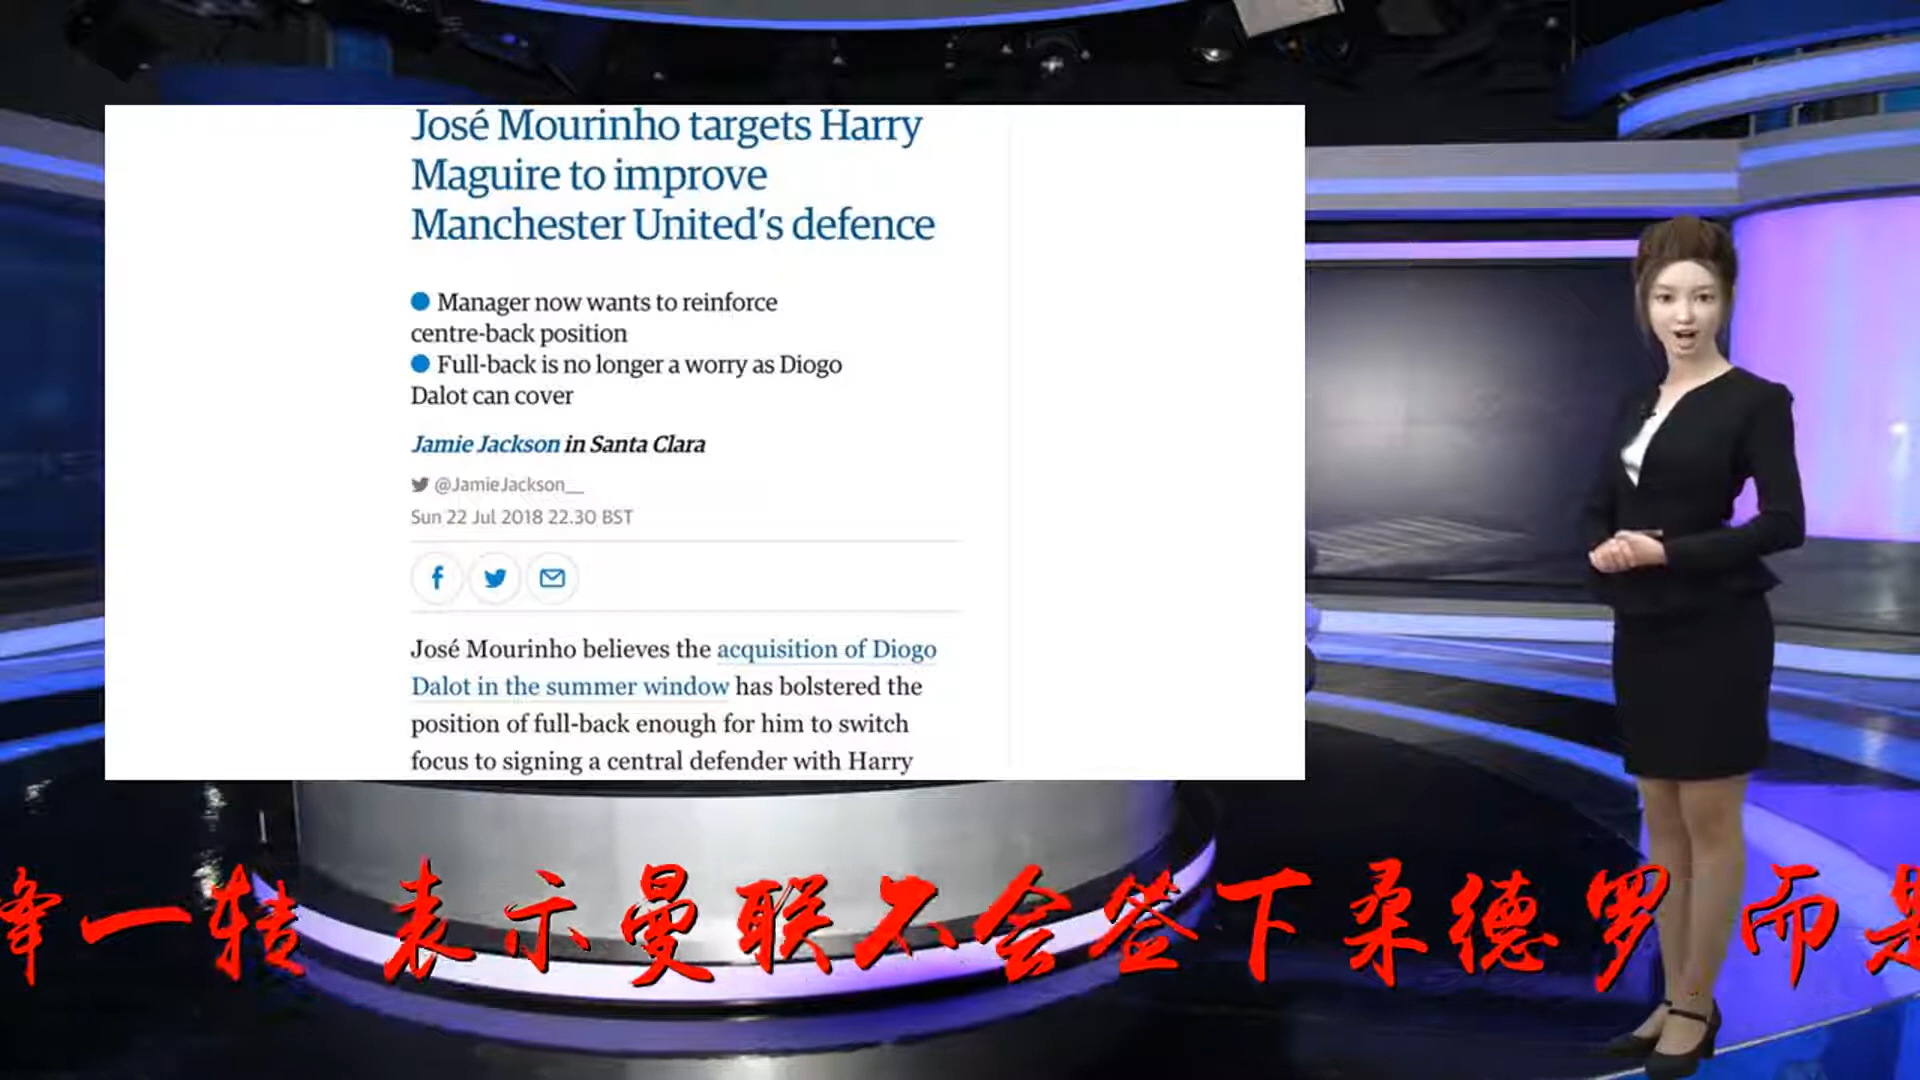 José Mourinho targets Harry
Maguire to improve
Manchester United's defence
Manager now wants to reinforce
centre-back position
Full-back is no longer a worry as Diogo
Dalot can cover
Jamie Jackson in Santa Clara
@JamieJackson__
Sun 22 Jul 2018 22.30 BST
José Mourinho believes the acquisition of Diogo
Dalot in the summer window has bolstered the
position of full-back enough for him to switch
focus to signing a central defender with Harry
锋一转 表示曼联不会签下桑德罗 而是